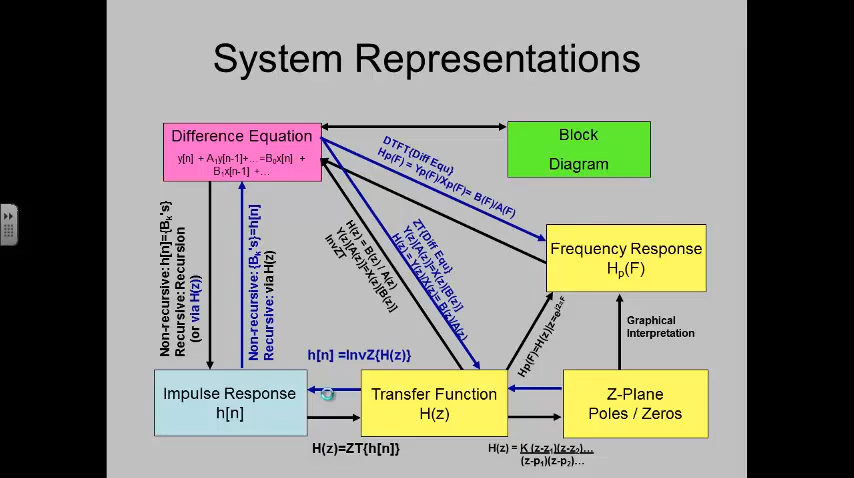 System Representations
Difference Equation
y[n] + A1y[n-1]+… =B0x[n] +
B1x[n-1] +…
Block
Diagram
DTFT{Diff Equ}
Hp(F) = Yp(F)/Xp(F)= B(F)/A(F)
ZT{Diff Equ}
Y(z)[A(z)]=X(z)[B(z)]
H(z) = Y(z)/X(z)= B(z)/A(z)
H(z) = B(z) / A(z)
Y(z)[A(z)]=X(z)[B(z)]
InvZT
Frequency Response
Hp(F)
Non-recursive: h[n]={Bk's}
Recursive: Recursion
(or via H(z))
Non-recursive: {Bk's}=h[n]
Recursive: via H(z)
Hp(F)=H(z)|z=ej2πF
Graphical
Interpretation
h[n] =InvZ{H(z)}
Impulse Response
h[n]
Transfer Function
H(z)
Z-Plane
Poles / Zeros
H(z)=ZT{h[n]}
H(z) = K (z-z1)(z-z2)…
(z-p1)(z-p2)…